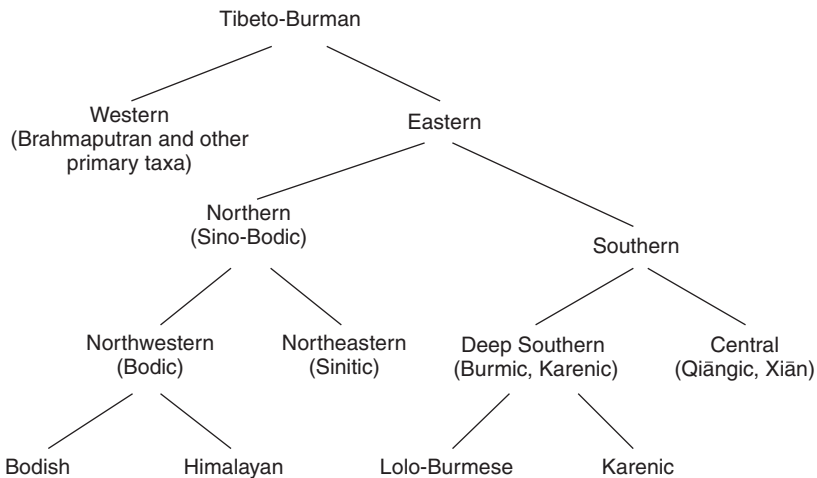 Tibeto-Burman
Western
(Brahmaputran and other
primary taxa)
Eastern
Northern
(Sino-Bodic)
Southern
Northwestern
(Bodic)
Northeastern
(Sinitic)
Deep Southern
(Burmic, Karenic)
Central
(Qiāngic, Xiān)
Bodish
Himalayan
Lolo-Burmese
Karenic